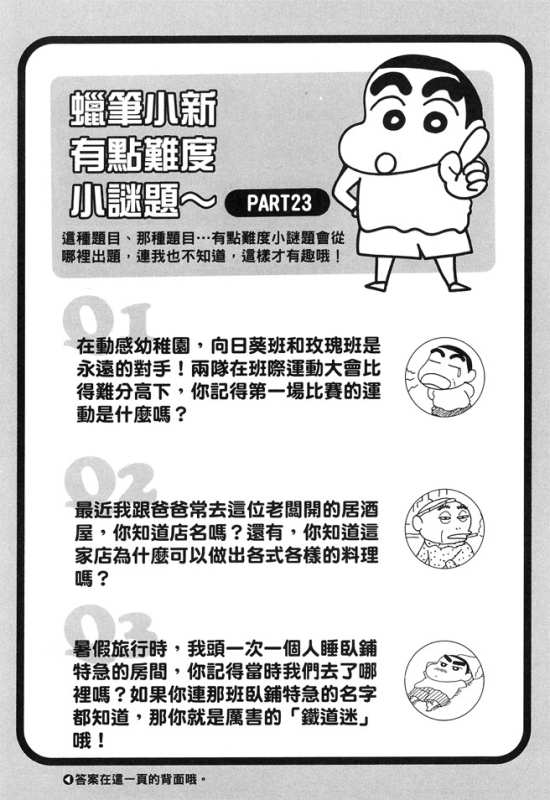 蠟筆小新
有點難度
小謎題～ PART23
這種題目、那種題目…有點難度小謎題會從
哪裡出題，連我也不知道，這樣才有趣哦！
Q1
在動感幼稚園，向日葵班和玫瑰班是
永遠的對手！兩隊在班際運動大會比
得難分高下，你記得第一場比賽的運
動是什麼嗎？
Q2
最近我跟爸爸常去這位老闆開的居酒
屋，你知道店名嗎？還有，你知道這
家店為什麼可以做出各式各樣的料理
嗎？
Q3
暑假旅行時，我頭一次一個人睡臥鋪
特急的房間，你記得當時我們去了哪
裡嗎？如果你連那班臥鋪特急的名字
都知道，那你就是厲害的「鐵道迷」
哦！
答案在這一頁的背面哦。